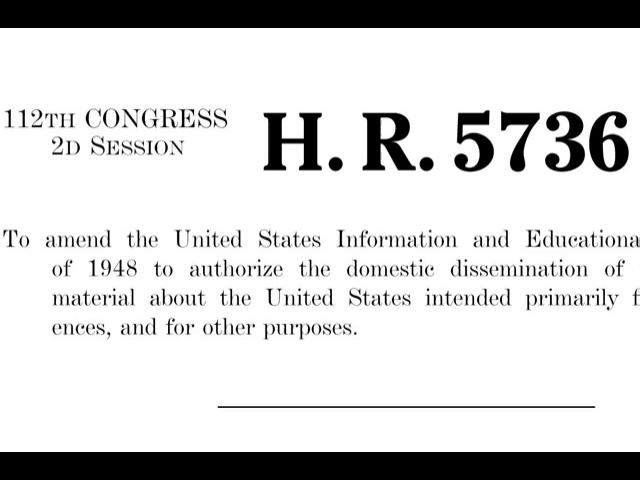 112TH CONGRESS
2D SESSION
H. R. 5736
To amend the United States Information and Educationa
of 1948 to authorize the domestic dissemination of
material about the United States intended primarily f
ences, and for other purposes.